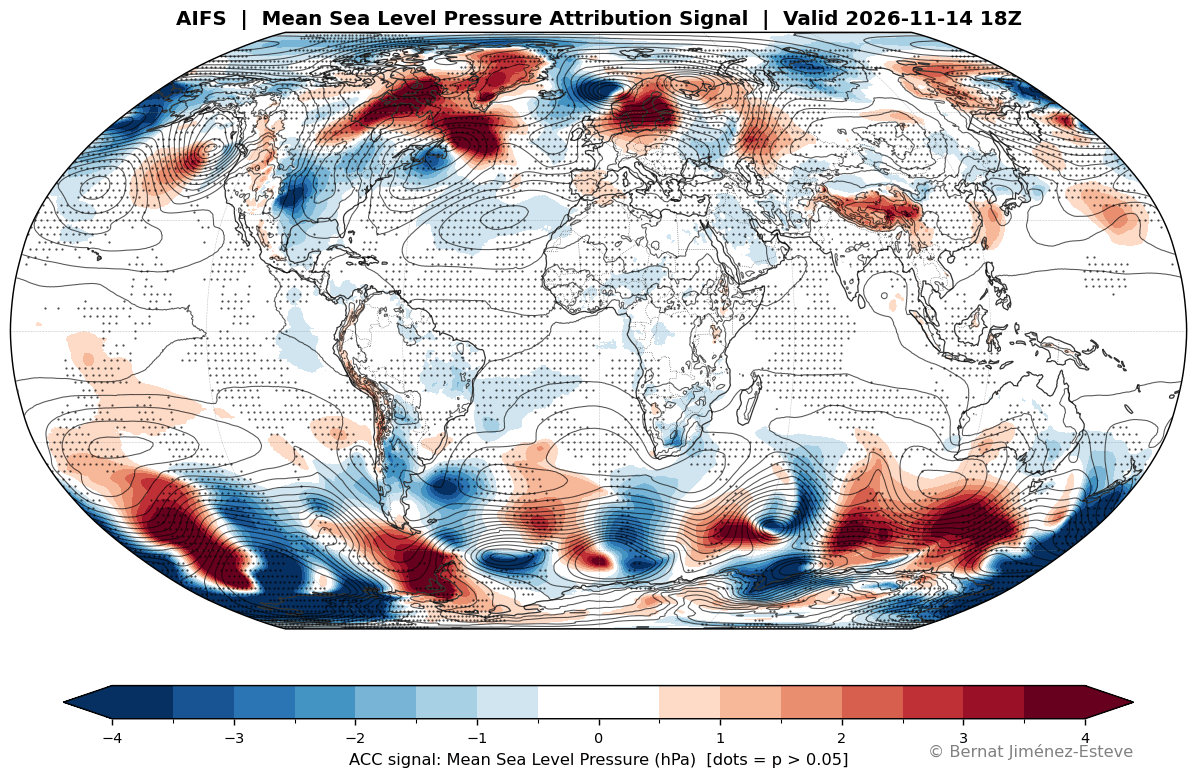 AIFS | Mean Sea Level Pressure Attribution Signal | Valid 2026-11-14 18Z
−4 −3 −2 −1 0 1 2 3 4
ACC signal: Mean Sea Level Pressure (hPa) [dots = p > 0.05]
© Bernat Jiménez-Esteve